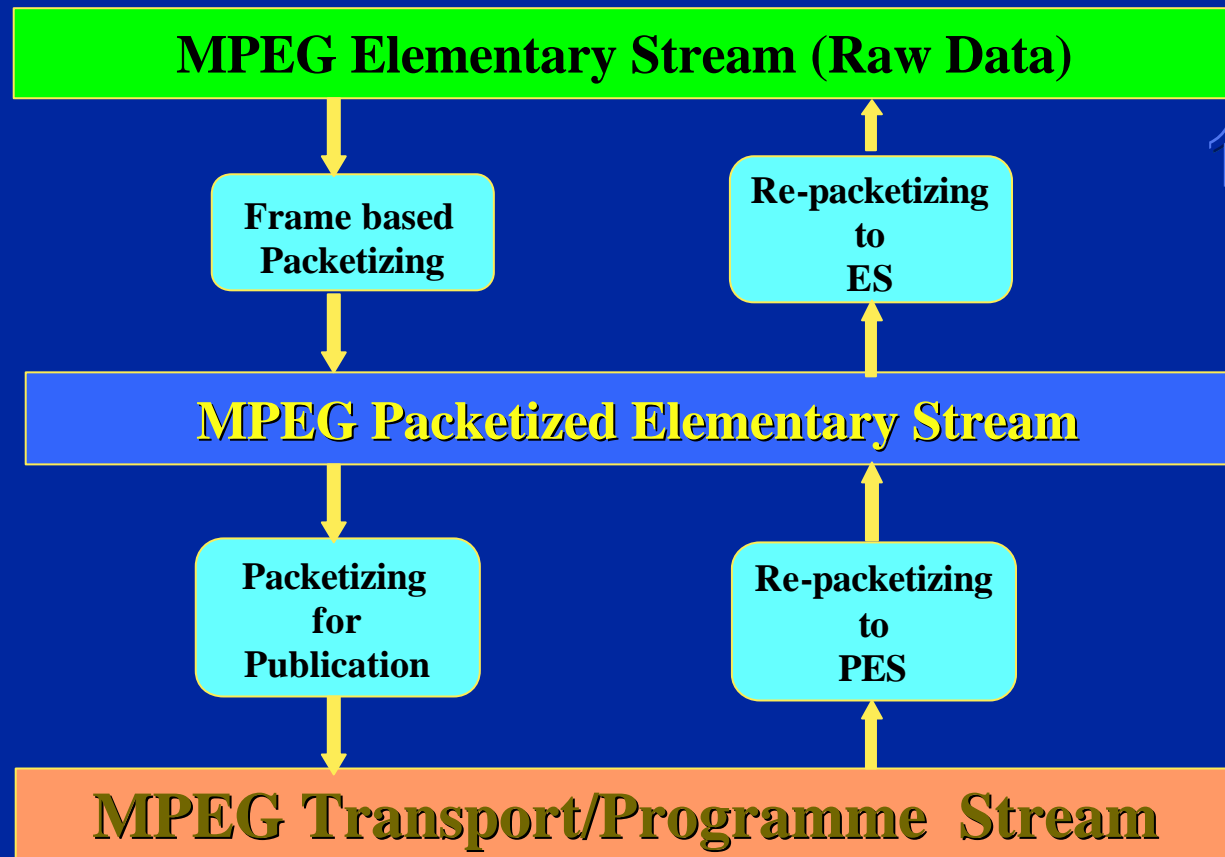 MPEG Elementary Stream (Raw Data)
Frame based
Packetizing
Re-packetizing
to
ES
MPEG Packetized Elementary Stream
Packetizing
for
Publication
Re-packetizing
to
PES
MPEG Transport/Programme Stream